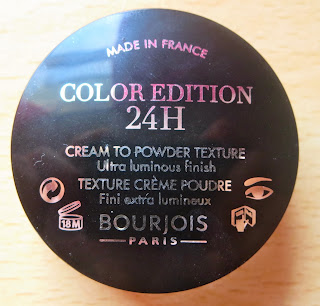 MADE IN FRANCE
COLOR EDITION
24H
CREAM TO POWDER TEXTURE
Ultra luminous finish
TEXTURE CRÈME POUDRE
Fini extra lumineux
18M
BOURJOIS
PARIS